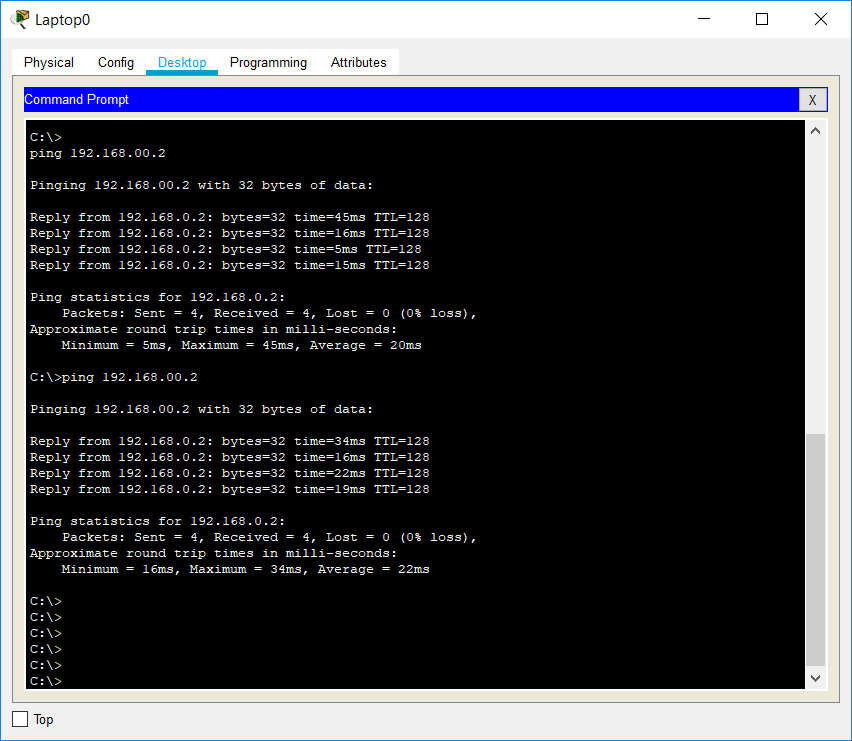 Laptop0
Physical Config Desktop Programming Attributes
Command Prompt X
C:\>
ping 192.168.00.2
Pinging 192.168.00.2 with 32 bytes of data:
Reply from 192.168.0.2: bytes=32 time=45ms TTL=128
Reply from 192.168.0.2: bytes=32 time=16ms TTL=128
Reply from 192.168.0.2: bytes=32 time=5ms TTL=128
Reply from 192.168.0.2: bytes=32 time=15ms TTL=128
Ping statistics for 192.168.0.2:
    Packets: Sent = 4, Received = 4, Lost = 0 (0% loss),
Approximate round trip times in milli-seconds:
    Minimum = 5ms, Maximum = 45ms, Average = 20ms
C:\>ping 192.168.00.2
Pinging 192.168.00.2 with 32 bytes of data:
Reply from 192.168.0.2: bytes=32 time=34ms TTL=128
Reply from 192.168.0.2: bytes=32 time=16ms TTL=128
Reply from 192.168.0.2: bytes=32 time=22ms TTL=128
Reply from 192.168.0.2: bytes=32 time=19ms TTL=128
Ping statistics for 192.168.0.2:
    Packets: Sent = 4, Received = 4, Lost = 0 (0% loss),
Approximate round trip times in milli-seconds:
    Minimum = 16ms, Maximum = 34ms, Average = 22ms
C:\>
C:\>
C:\>
C:\>
C:\>
C:\>
Top